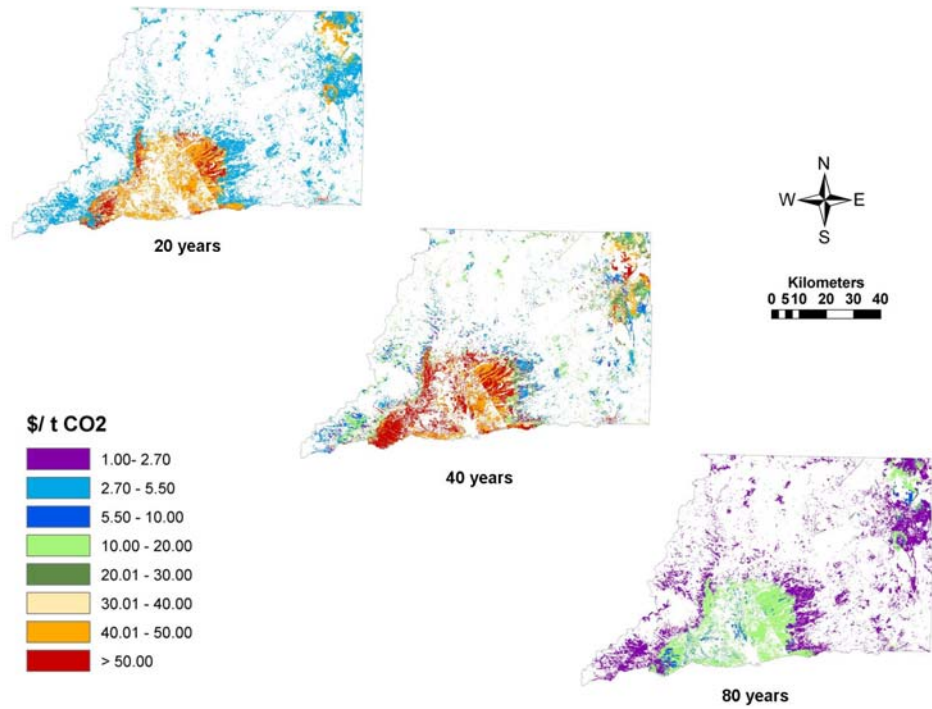 20 years
N
W E
S
Kilometers
0 5 10 20 30 40
40 years
$/ t CO2
1.00- 2.70
2.70 - 5.50
5.50 - 10.00
10.00 - 20.00
20.01 - 30.00
30.01 - 40.00
40.01 - 50.00
> 50.00
80 years